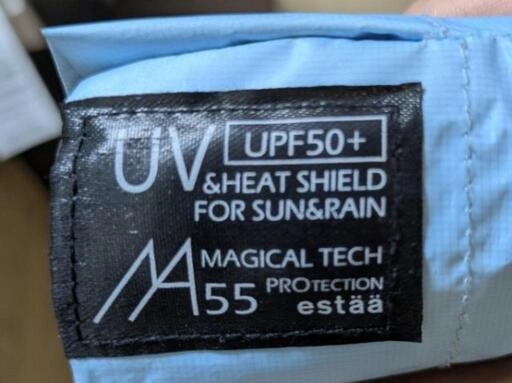 UV UPF50+
&HEAT SHIELD
FOR SUN&RAIN
MAGICAL TECH
55 PROTECTION
estää